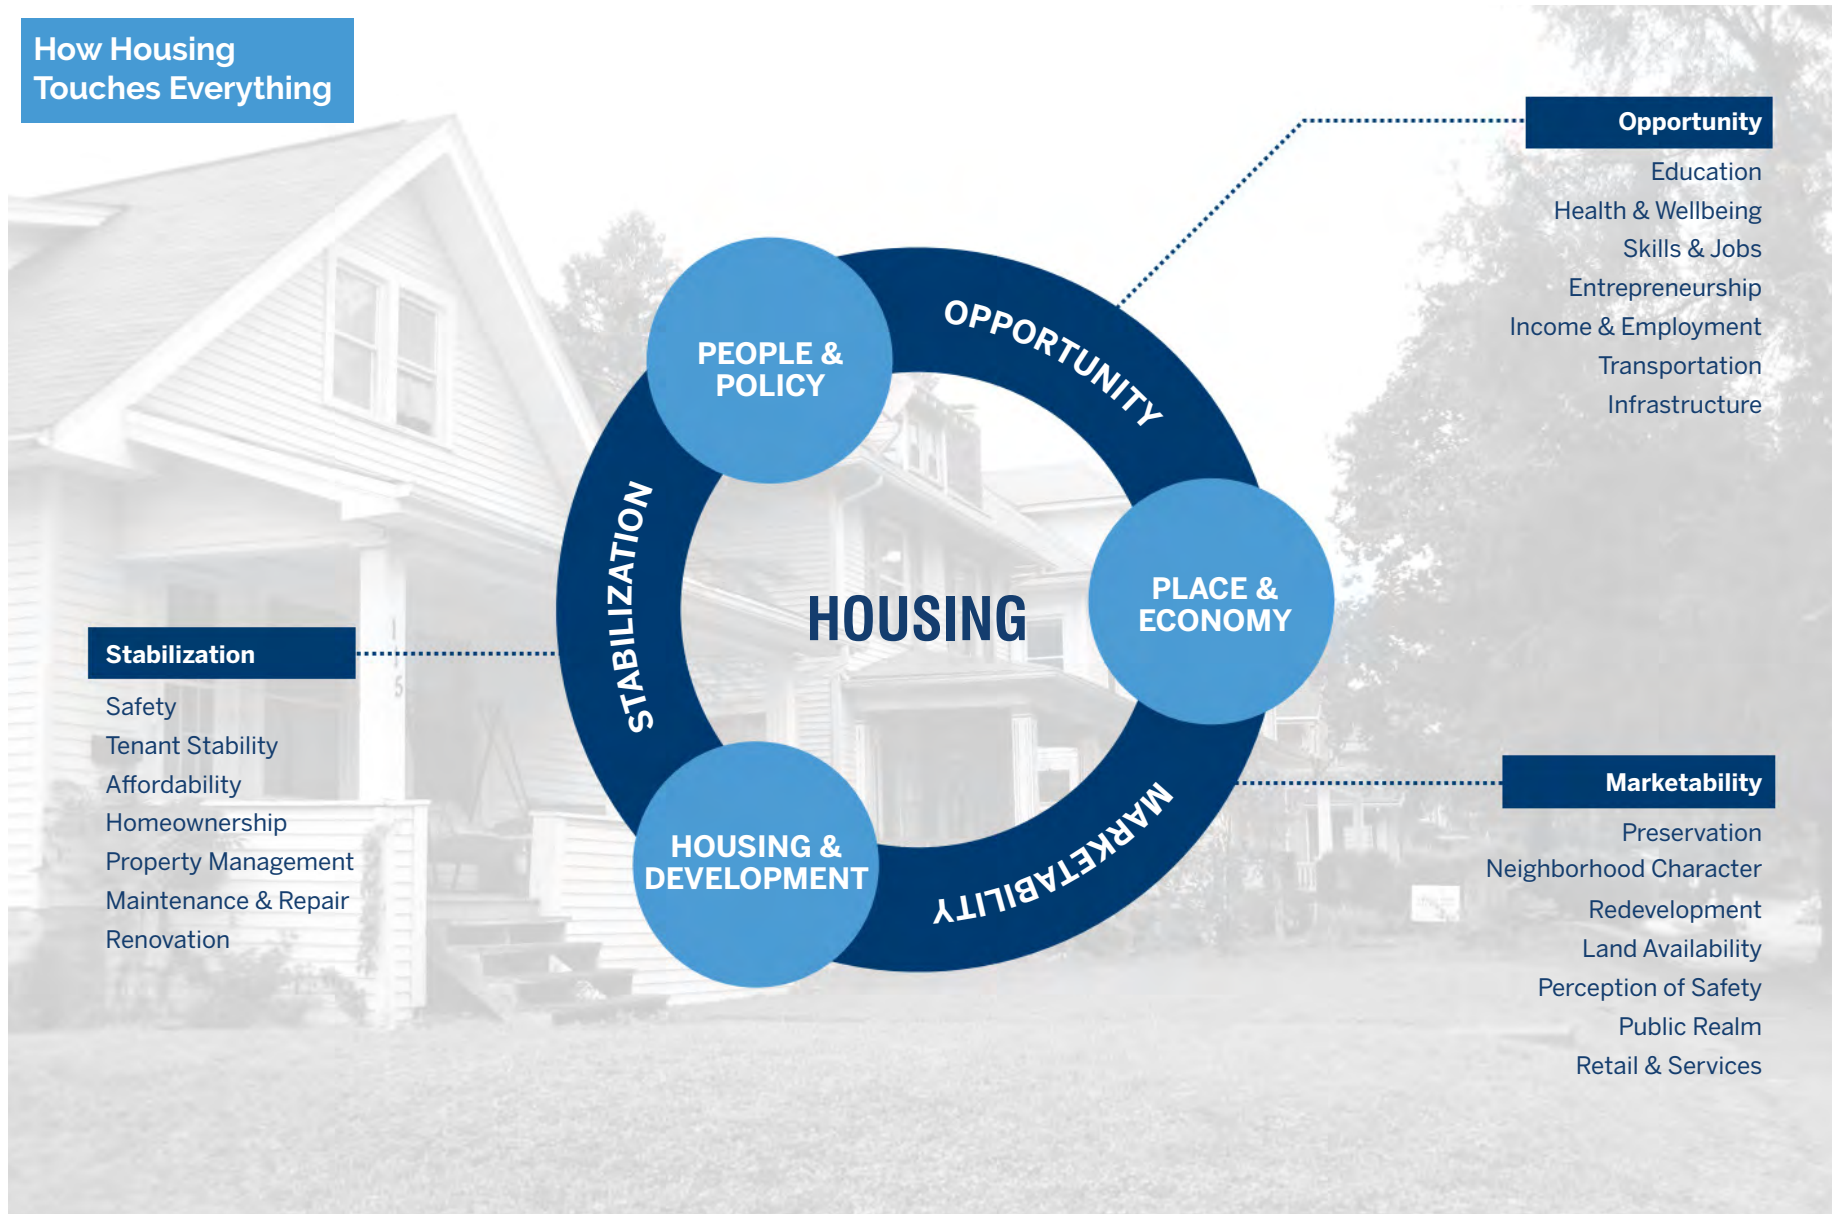 How Housing
Touches Everything
Opportunity
Education
Health & Wellbeing
Skills & Jobs
Entrepreneurship
Income & Employment
Transportation
Infrastructure
OPPORTUNITY
PEOPLE &
POLICY
STABILIZATION
HOUSING
PLACE &
ECONOMY
HOUSING &
DEVELOPMENT
MARKETABILITY
Stabilization
Safety
Tenant Stability
Affordability
Homeownership
Property Management
Maintenance & Repair
Renovation
Marketability
Preservation
Neighborhood Character
Redevelopment
Land Availability
Perception of Safety
Public Realm
Retail & Services